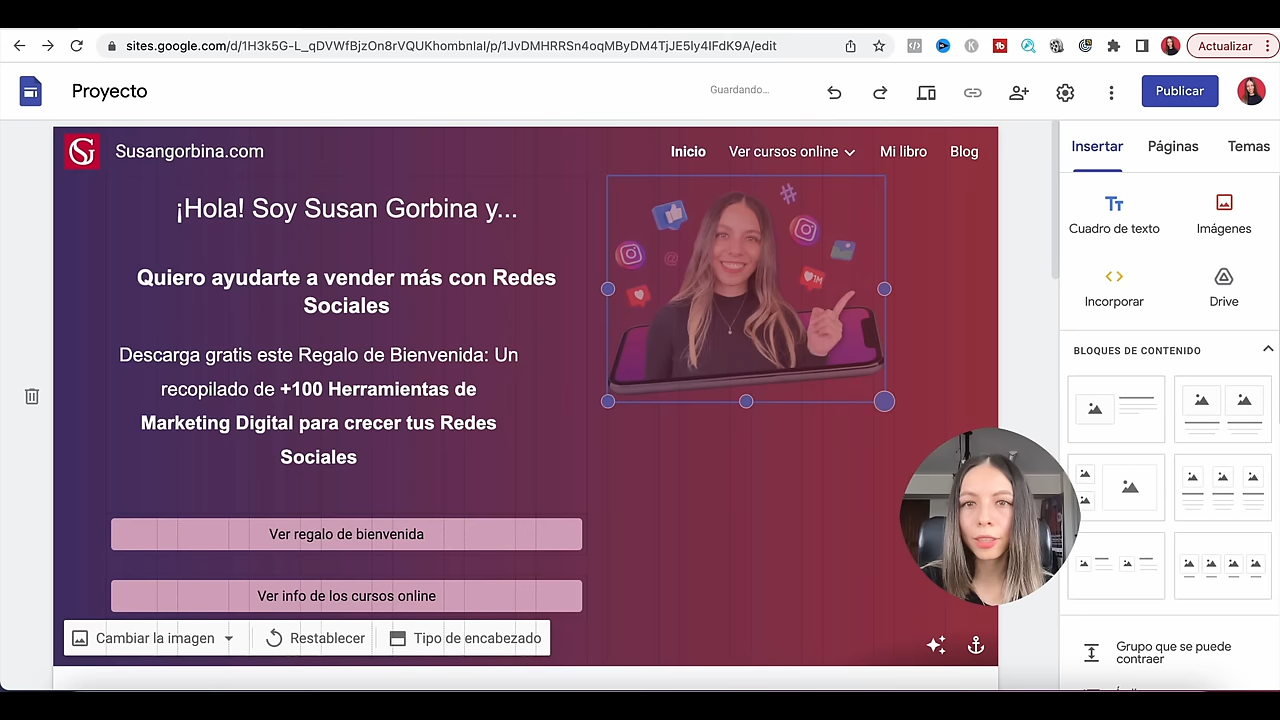 sites.google.com/d/1H3k5G-L_qDVWfBjzOn8rVQUKhombnIaI/p/1JvDMHRRSn4oqMByDM4TjJE5Iy4IFdK9A/edit
Actualizar
Proyecto
Guardando...
Publicar
Susangorbina.com
Inicio
Ver cursos online
Mi libro
Blog
Insertar
Páginas
Temas
¡Hola! Soy Susan Gorbina y...
Quiero ayudarte a vender más con Redes
Sociales
Descarga gratis este Regalo de Bienvenida: Un
recopilado de +100 Herramientas de
Marketing Digital para crecer tus Redes
Sociales
Ver regalo de bienvenida
Ver info de los cursos online
Cambiar la imagen
Restablecer
Tipo de encabezado
Cuadro de texto
Imágenes
Incorporar
Drive
BLOQUES DE CONTENIDO
Grupo que se puede
contraer